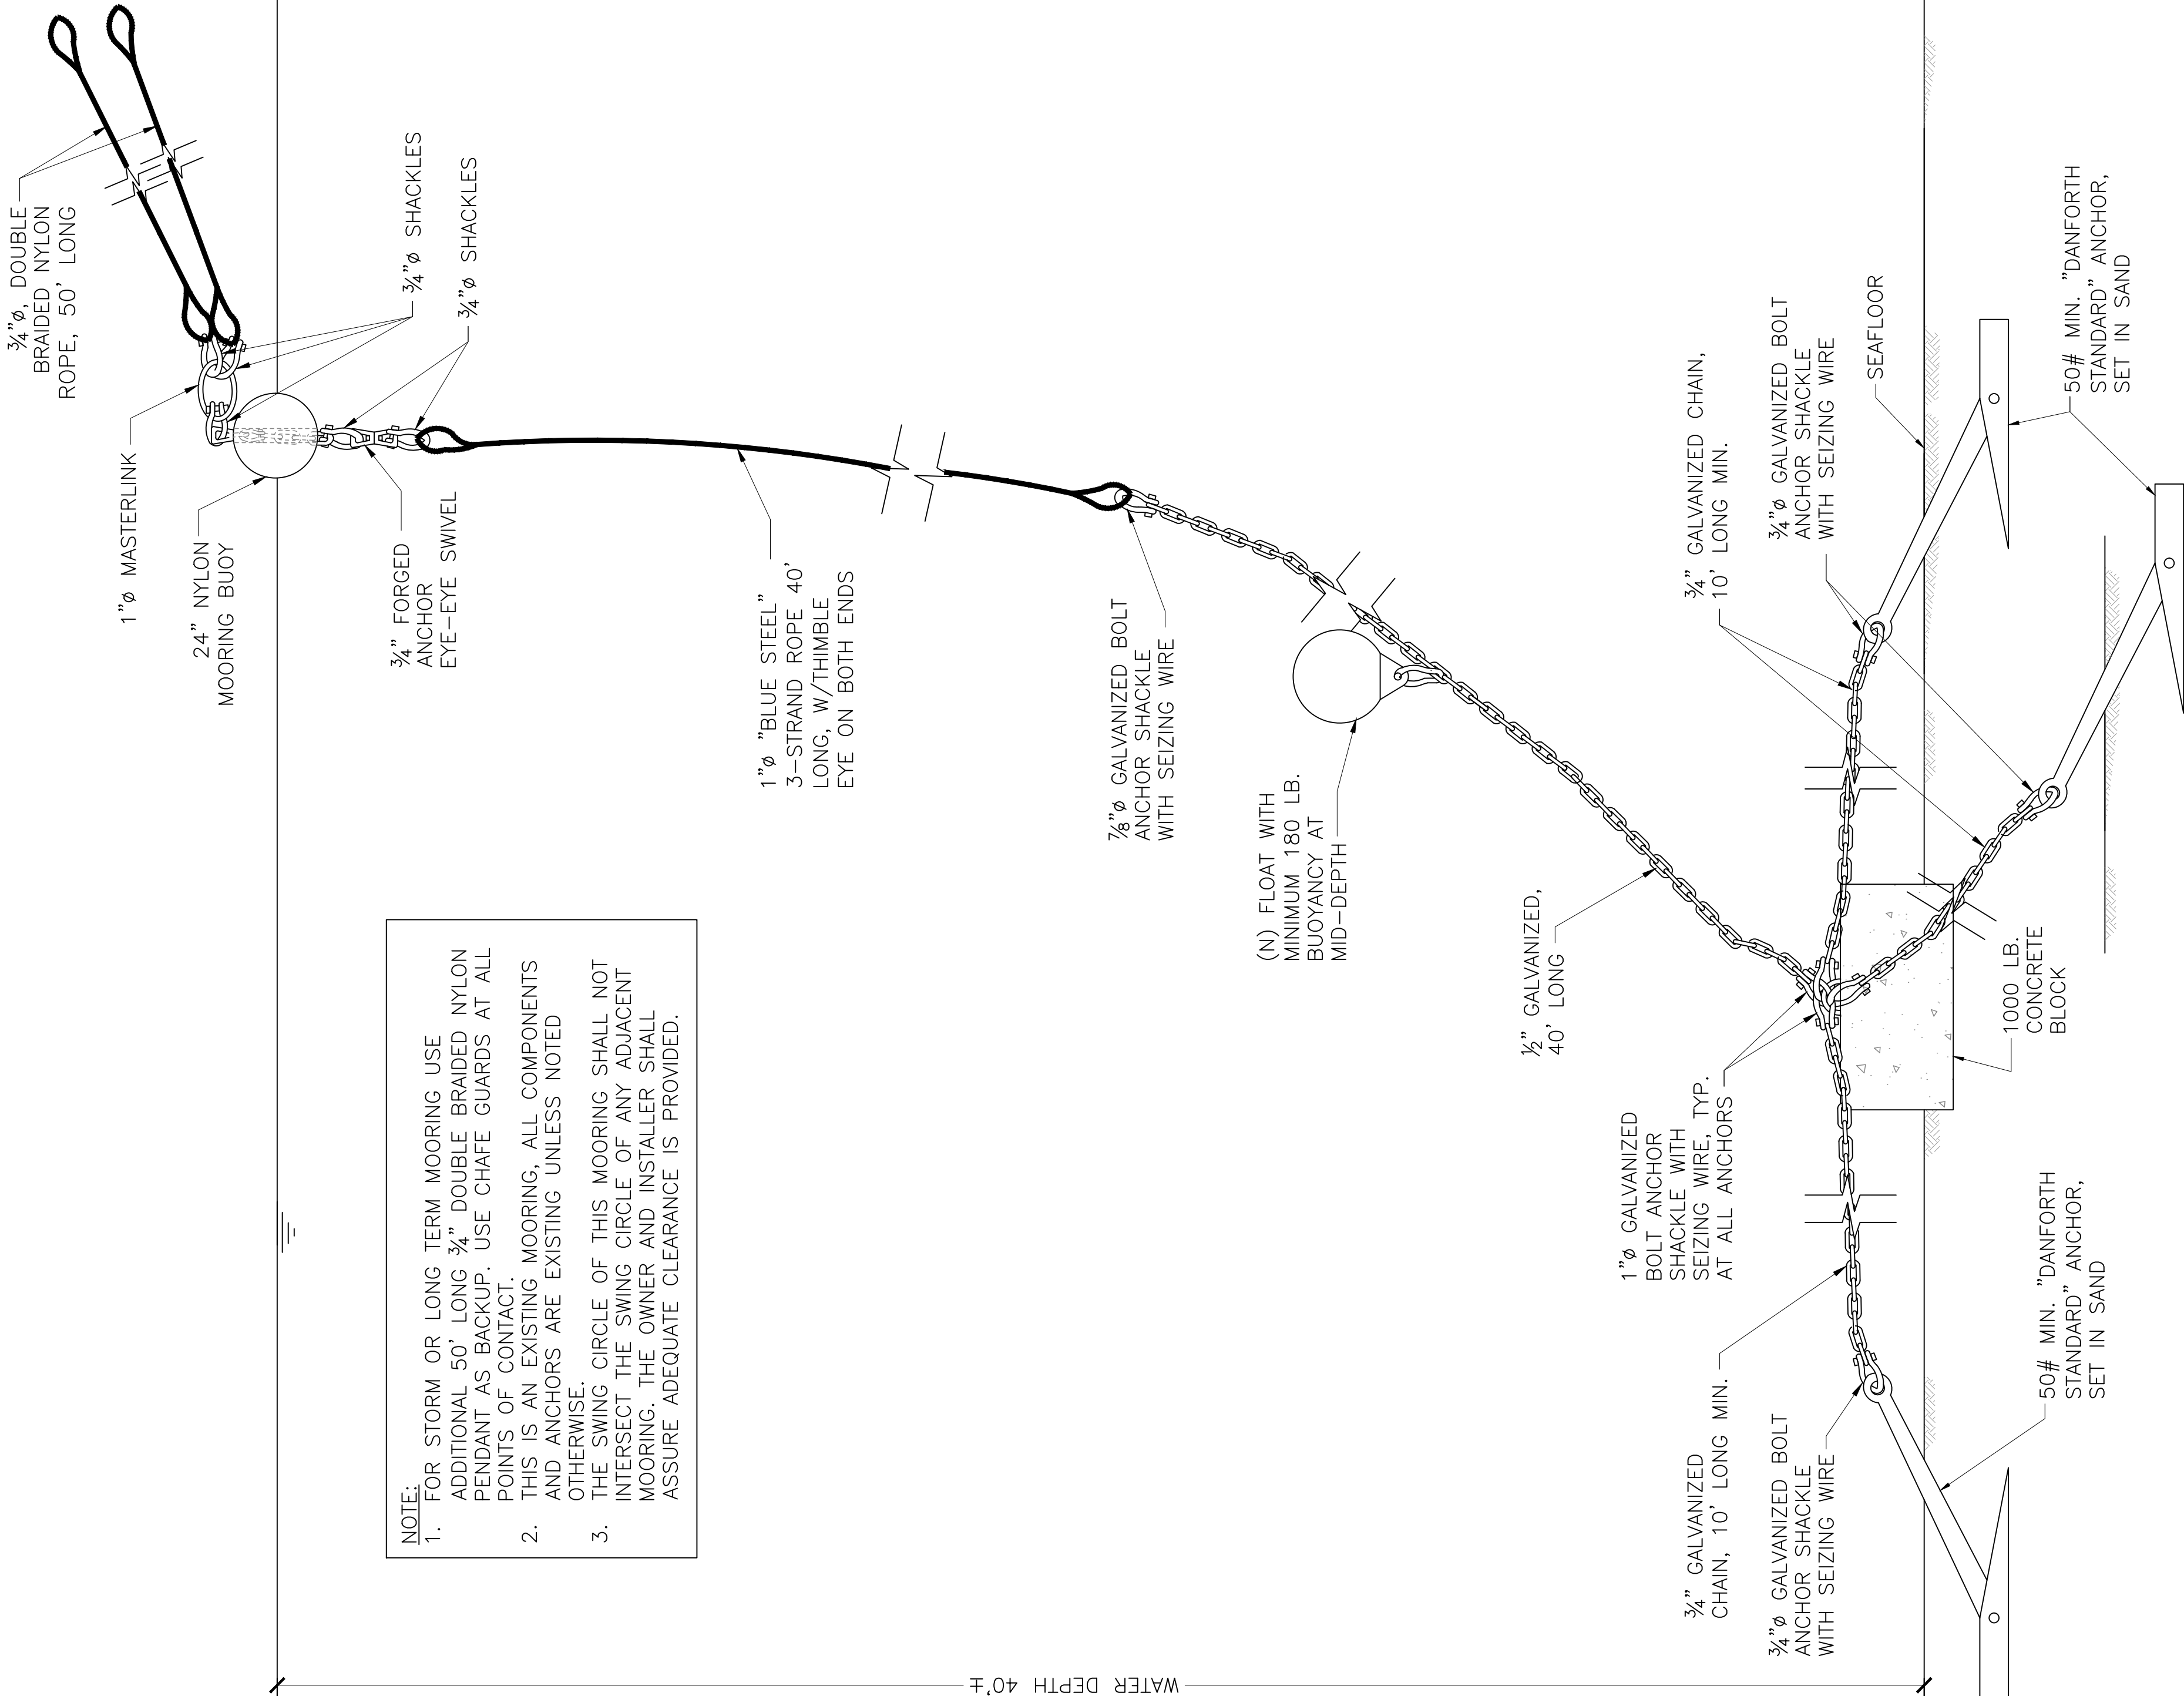 ¾"ø, DOUBLE
BRAIDED NYLON
ROPE, 50' LONG
1"ø MASTERLINK
24" NYLON
MOORING BUOY
¾"ø SHACKLES
¾"ø SHACKLES
¾" FORGED
ANCHOR
EYE-EYE SWIVEL
1"ø "BLUE STEEL"
3-STRAND ROPE 40'
LONG, W/THIMBLE
EYE ON BOTH ENDS
⅞"ø GALVANIZED BOLT
ANCHOR SHACKLE
WITH SEIZING WIRE
(N) FLOAT WITH
MINIMUM 180 LB.
BUOYANCY AT
MID-DEPTH
½" GALVANIZED,
40' LONG
NOTE:
1. FOR STORM OR LONG TERM MOORING USE
ADDITIONAL 50' LONG ¾" DOUBLE BRAIDED NYLON
PENDANT AS BACKUP. USE CHAFE GUARDS AT ALL
POINTS OF CONTACT.
2. THIS IS AN EXISTING MOORING, ALL COMPONENTS
AND ANCHORS ARE EXISTING UNLESS NOTED
OTHERWISE.
3. THE SWING CIRCLE OF THIS MOORING SHALL NOT
INTERSECT THE SWING CIRCLE OF ANY ADJACENT
MOORING. THE OWNER AND INSTALLER SHALL
ASSURE ADEQUATE CLEARANCE IS PROVIDED.
1"ø GALVANIZED
BOLT ANCHOR
SHACKLE WITH
SEIZING WIRE, TYP.
AT ALL ANCHORS
¾" GALVANIZED
CHAIN, 10' LONG MIN.
¾"ø GALVANIZED BOLT
ANCHOR SHACKLE
WITH SEIZING WIRE
¾" GALVANIZED CHAIN,
10' LONG MIN.
¾"ø GALVANIZED BOLT
ANCHOR SHACKLE
WITH SEIZING WIRE
SEAFLOOR
1000 LB.
CONCRETE
BLOCK
50# MIN. "DANFORTH
STANDARD" ANCHOR,
SET IN SAND
50# MIN. "DANFORTH
STANDARD" ANCHOR,
SET IN SAND
WATER DEPTH 40'±